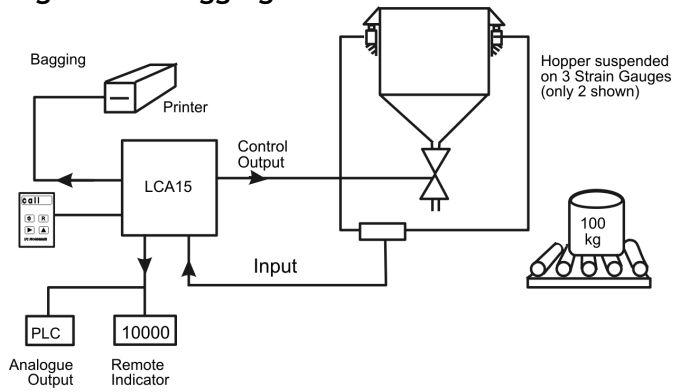 Bagging
Printer
Hopper suspended
on 3 Strain Gauges
(only 2 shown)
Control
Output
LCA15
call
R
100
kg
Input
PLC
10000
Analogue
Output
Remote
Indicator